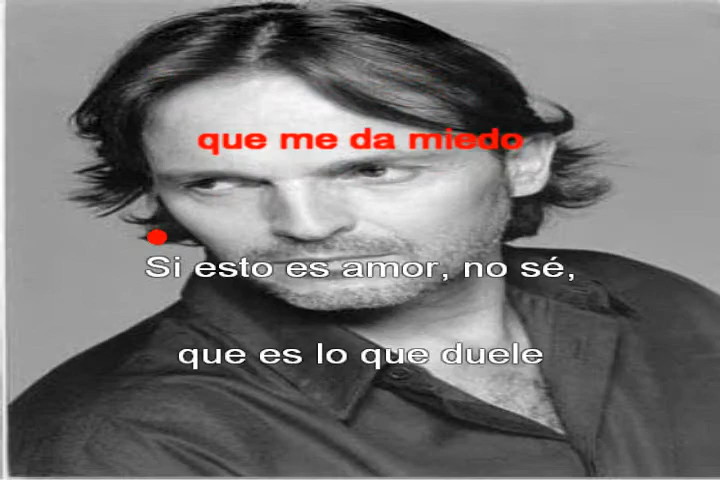 que me da miedo
Si esto es amor, no sé,
que es lo que duele